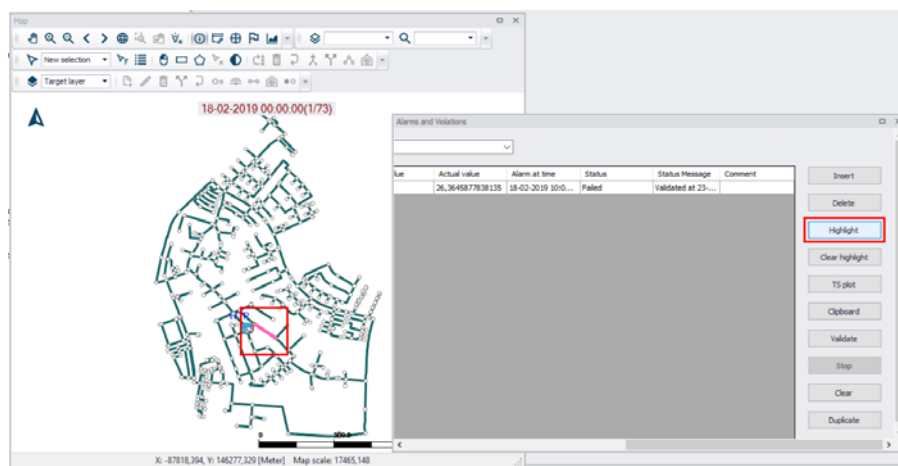 Map
New selection
Target layer
18-02-2019 00:00:00(1/73)
X: -87818,394, Y: 146277,329 [Meter] Map scale: 17465,148
Alarms and Violations
lue Actual value Alarm at time Status Status Message Comment
26,3645877838135 18-02-2019 10:0... Failed Validated at 23-...
Insert
Delete
Highlight
Clear highlight
TS plot
Clipboard
Validate
Stop
Clear
Duplicate